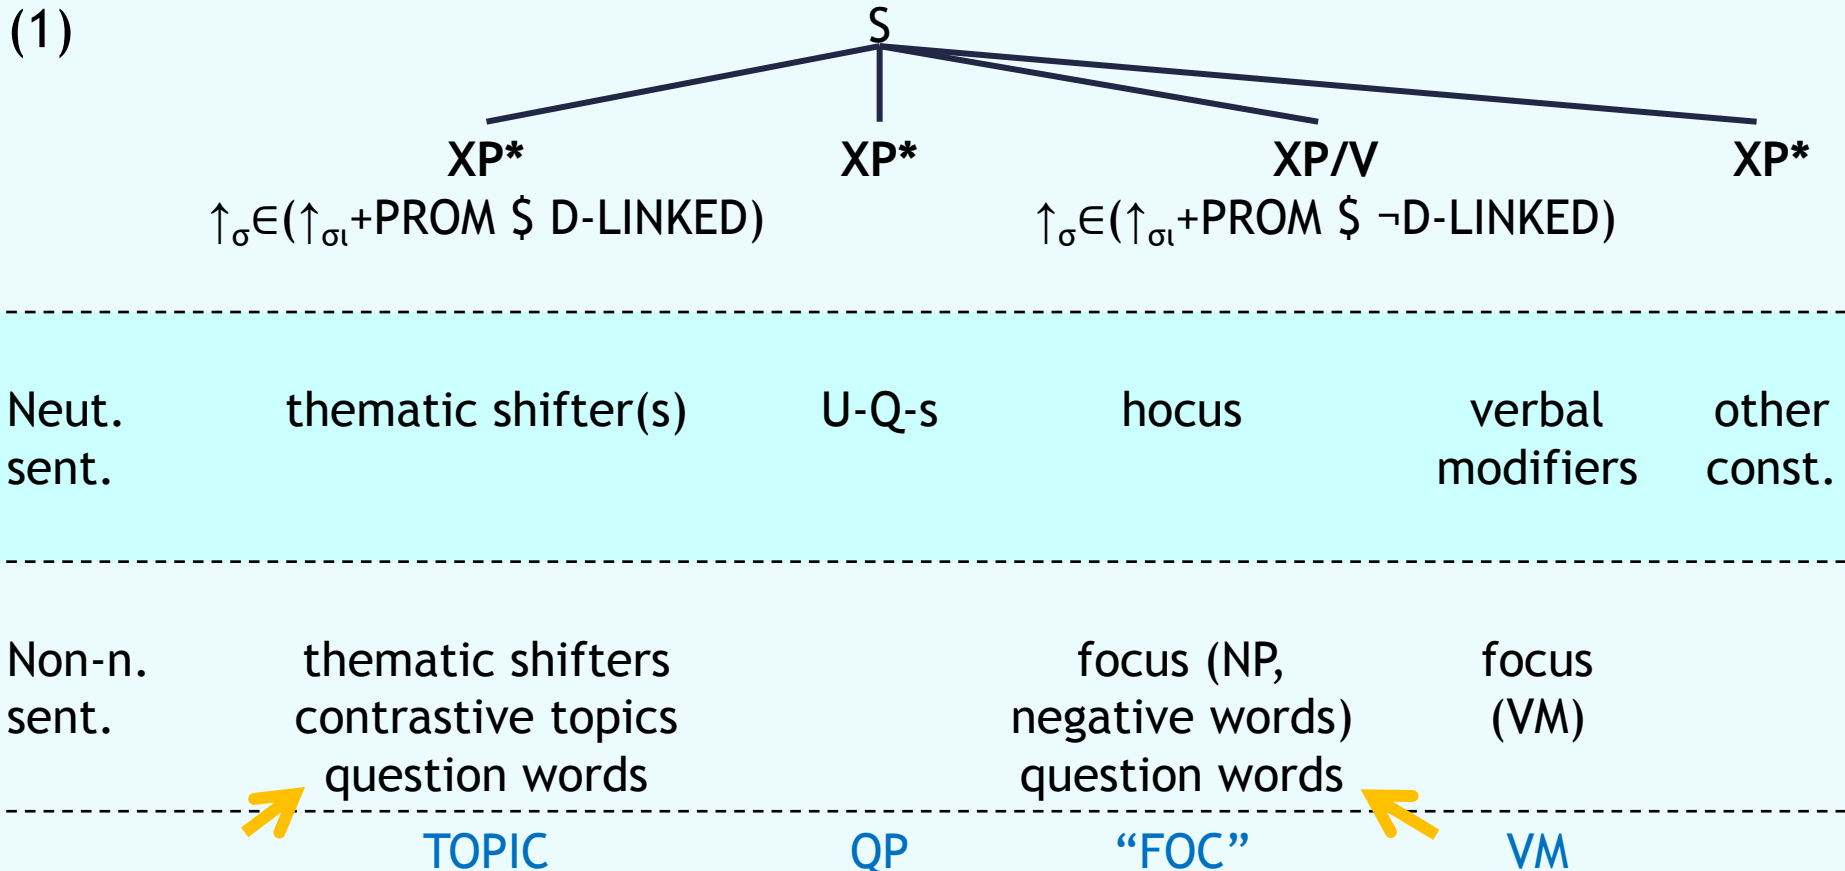 (1) S
XP* XP* XP/V XP*
↑σ∈(↑σι+PROM $ D-LINKED) ↑σ∈(↑σι+PROM $ ¬D-LINKED)
Neut. thematic shifter(s) U-Q-s hocus verbal other
sent. modifiers const.
Non-n. thematic shifters focus (NP, focus
sent. contrastive topics negative words) (VM)
question words question words
TOPIC QP “FOC” VM